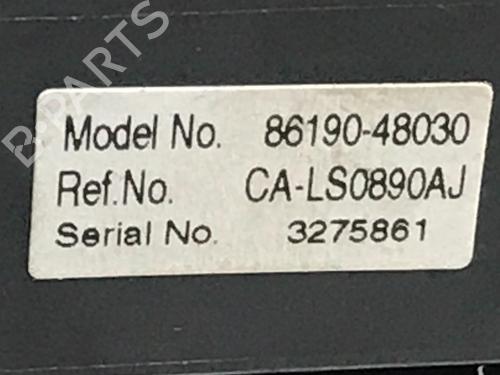 Model No. 86190-48030
Ref.No. CA-LS0890AJ
Serial No. 3275861
B-PARTS